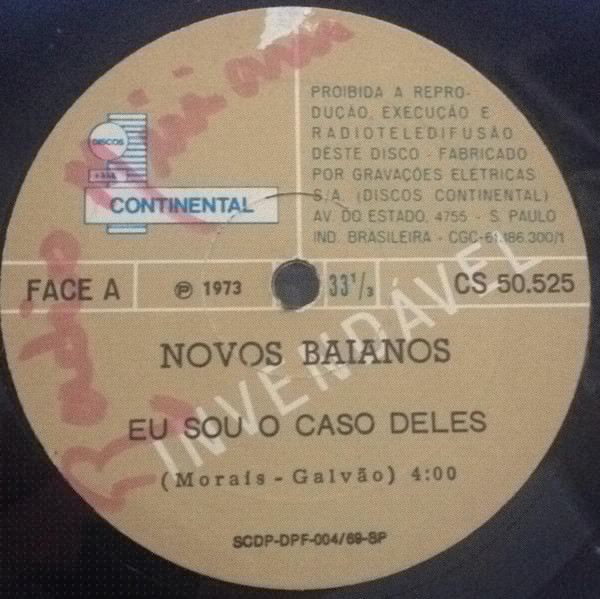 PROIBIDA A REPRO-
DUÇÃO, EXECUÇÃO E
RADIOTELEDIFUSÃO
DESTE DISCO - FABRICADO
POR GRAVAÇÕES ELÉTRICAS
S/A. (DISCOS CONTINENTAL)
AV. DO ESTADO, 4755 - S. PAULO
IND. BRASILEIRA - CGC-61.186.300/1
DISCOS
CONTINENTAL
FACE A
℗ 1973
33 1/3
CS 50.525
NOVOS BAIANOS
INVENDÁVEL
EU SOU O CASO DELES
(Morais - Galvão) 4:00
SCDP-DPF-004/69-SP